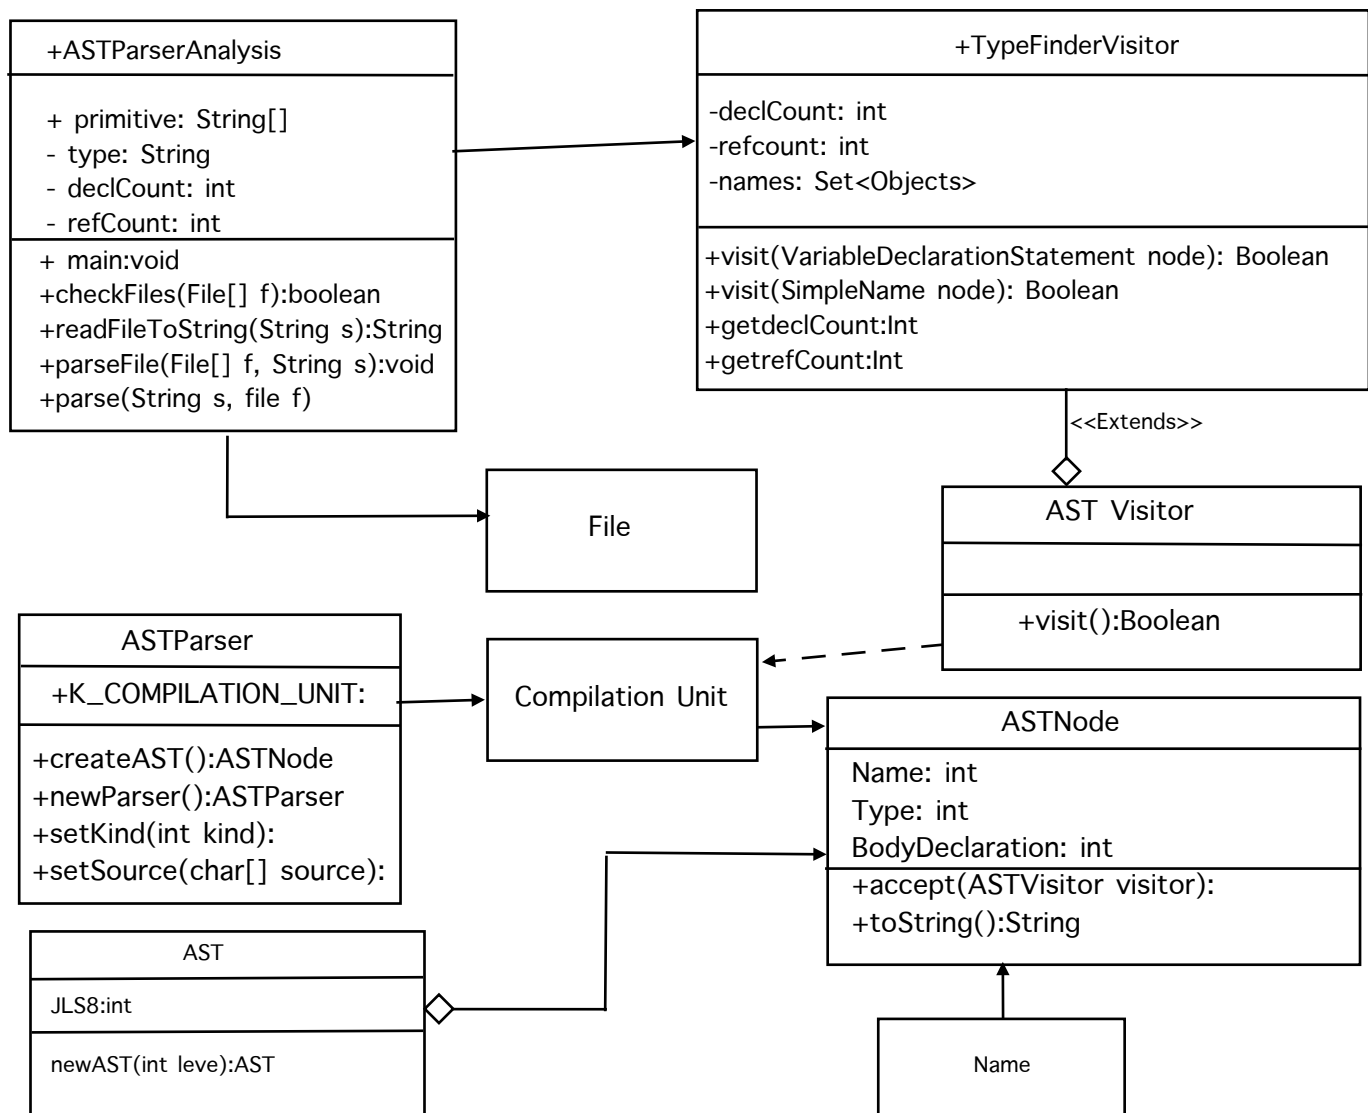 +ASTParserAnalysis
+ primitive: String[]
- type: String
- declCount: int
- refCount: int
+ main:void
+checkFiles(File[] f):boolean
+readFileToString(String s):String
+parseFile(File[] f, String s):void
+parse(String s, file f)
+TypeFinderVisitor
-declCount: int
-refcount: int
-names: Set<Objects>
+visit(VariableDeclarationStatement node): Boolean
+visit(SimpleName node): Boolean
+getdeclCount:Int
+getrefCount:Int
<<Extends>>
File
AST Visitor
+visit():Boolean
ASTParser
+K_COMPILATION_UNIT:
+createAST():ASTNode
+newParser():ASTParser
+setKind(int kind):
+setSource(char[] source):
Compilation Unit
ASTNode
Name: int
Type: int
BodyDeclaration: int
+accept(ASTVisitor visitor):
+toString():String
AST
JLS8:int
newAST(int leve):AST
Name